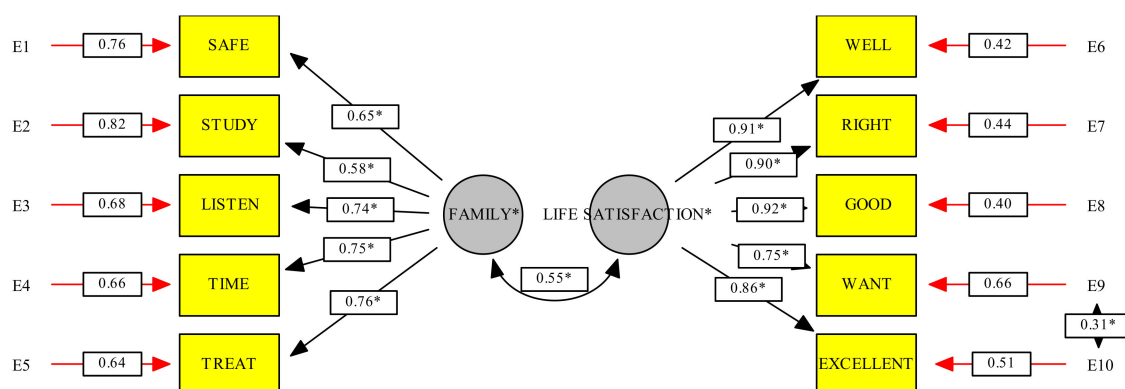 E1 0.76 SAFE WELL 0.42 E6
0.65*
E2 0.82 STUDY 0.91* RIGHT 0.44 E7
0.58* 0.90*
E3 0.68 LISTEN 0.74* FAMILY* LIFE SATISFACTION* 0.92* GOOD 0.40 E8
0.75* 0.55* 0.75*
E4 0.66 TIME 0.86* WANT 0.66 E9
0.76* 0.31*
E5 0.64 TREAT EXCELLENT 0.51 E10